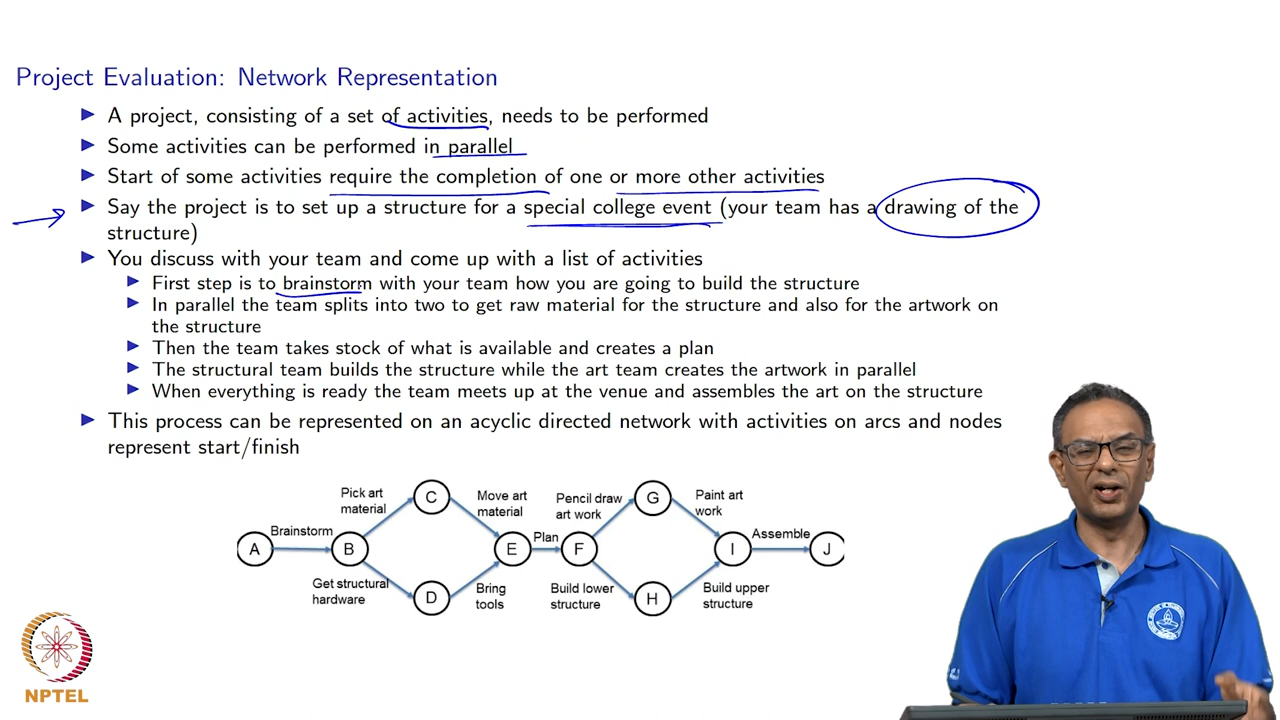 Project Evaluation: Network Representation
A project, consisting of a set of activities, needs to be performed
Some activities can be performed in parallel
Start of some activities require the completion of one or more other activities
Say the project is to set up a structure for a special college event (your team has a drawing of the
structure)
You discuss with your team and come up with a list of activities
First step is to brainstorm with your team how you are going to build the structure
In parallel the team splits into two to get raw material for the structure and also for the artwork on
the structure
Then the team takes stock of what is available and creates a plan
The structural team builds the structure while the art team creates the artwork in parallel
When everything is ready the team meets up at the venue and assembles the art on the structure
This process can be represented on an acyclic directed network with activities on arcs and nodes
represent start/finish
Pick art
material
C
Move art
material
Pencil draw
art work
G
Paint art
work
A
Brainstorm
B
E
Plan
F
I
Assemble
J
Get structural
hardware
D
Bring
tools
Build lower
structure
H
Build upper
structure
NPTEL